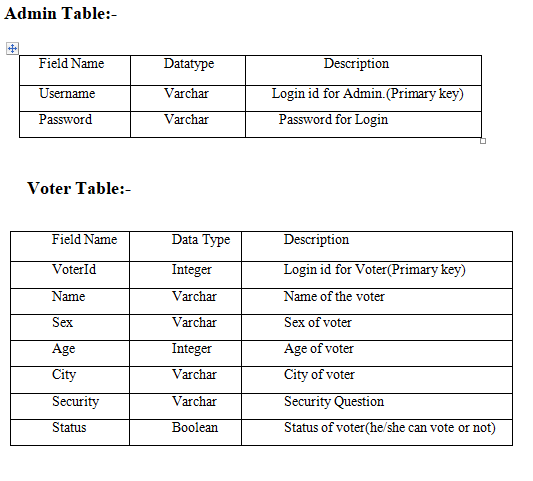 Admin Table:-
Field Name Datatype Description
Username Varchar Login id for Admin.(Primary key)
Password Varchar Password for Login
Voter Table:-
Field Name Data Type Description
VoterId Integer Login id for Voter(Primary key)
Name Varchar Name of the voter
Sex Varchar Sex of voter
Age Integer Age of voter
City Varchar City of voter
Security Varchar Security Question
Status Boolean Status of voter(he/she can vote or not)